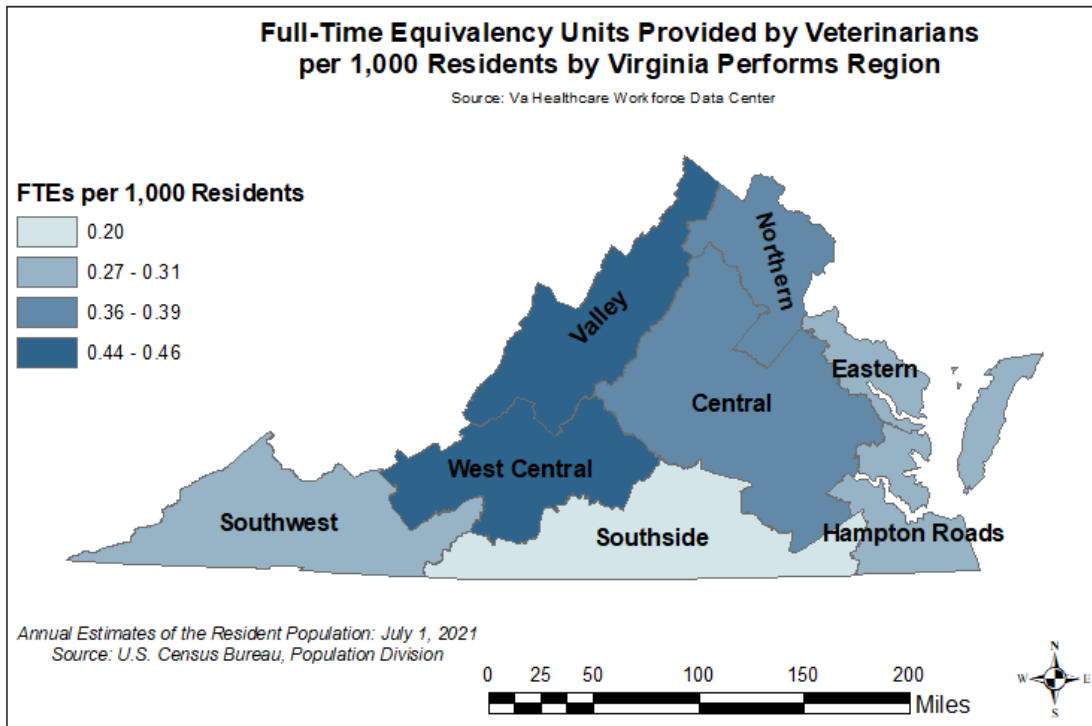 Full-Time Equivalency Units Provided by Veterinarians
per 1,000 Residents by Virginia Performs Region
Source: Va Healthcare Workforce Data Center
FTEs per 1,000 Residents
0.20
0.27 - 0.31
0.36 - 0.39
0.44 - 0.46
Northern
Valley
Eastern
Central
West Central
Southwest
Southside
Hampton Roads
Annual Estimates of the Resident Population: July 1, 2021
Source: U.S. Census Bureau, Population Division
0 25 50 100 150 200
Miles
N
W E
S